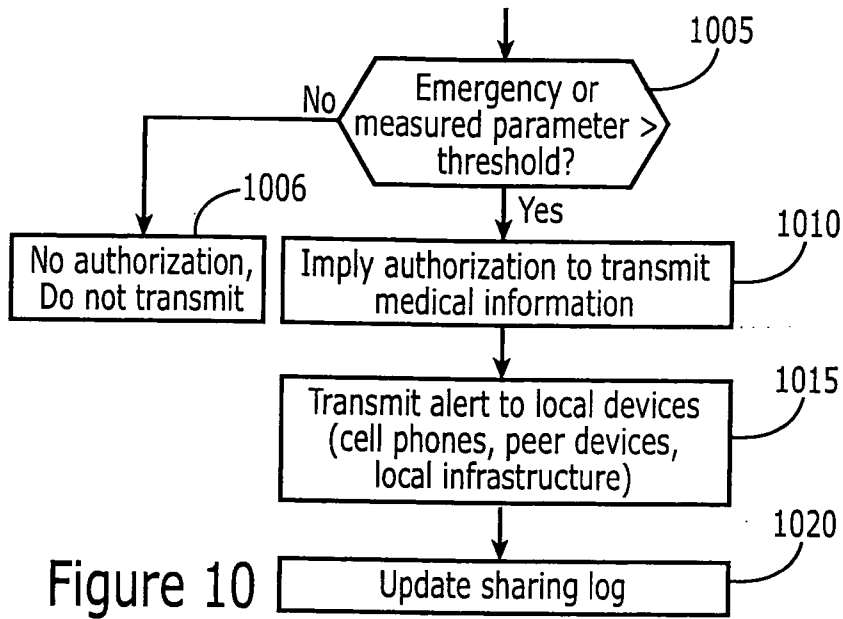 1005
Emergency or
measured parameter >
threshold?
No
Yes
1006
No authorization,
Do not transmit
1010
Imply authorization to transmit
medical information
1015
Transmit alert to local devices
(cell phones, peer devices,
local infrastructure)
1020
Update sharing log
Figure 10